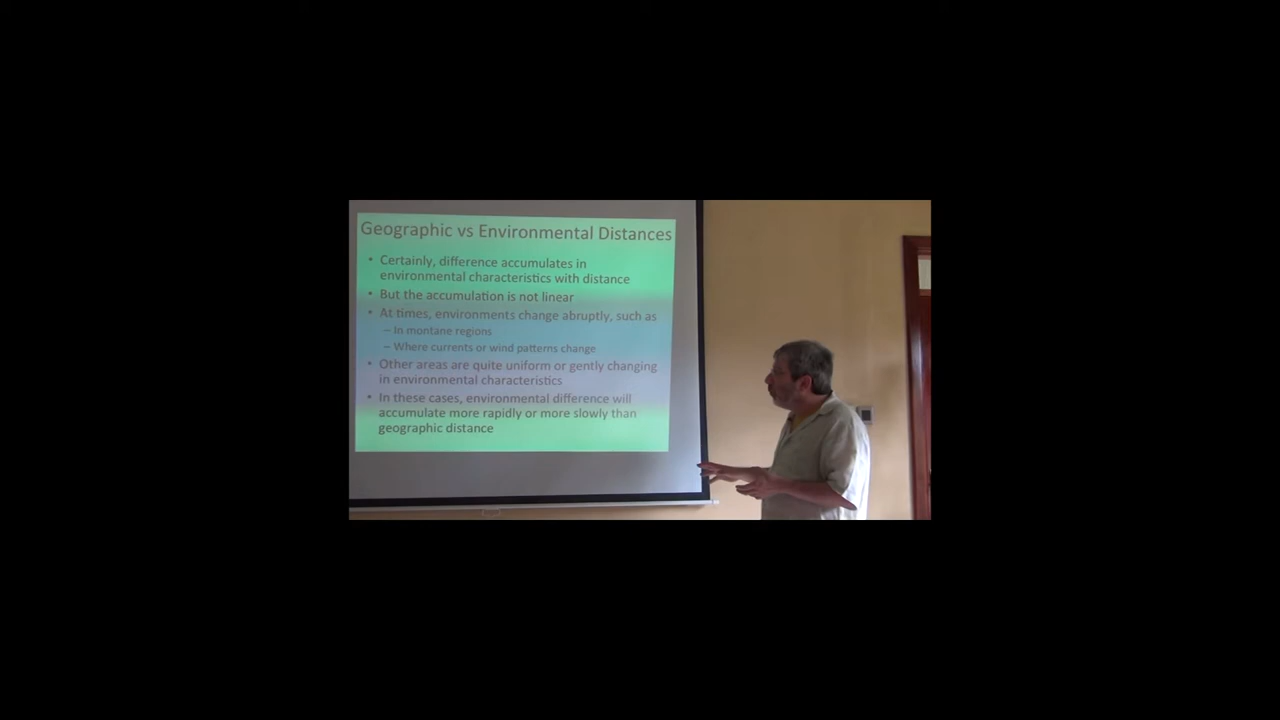 Geographic vs Environmental Distances
• Certainly, difference accumulates in
environmental characteristics with distance
• But the accumulation is not linear
• At times, environments change abruptly, such as
– In montane regions
– Where currents or wind patterns change
• Other areas are quite uniform or gently changing
in environmental characteristics
• In these cases, environmental difference will
accumulate more rapidly or more slowly than
geographic distance